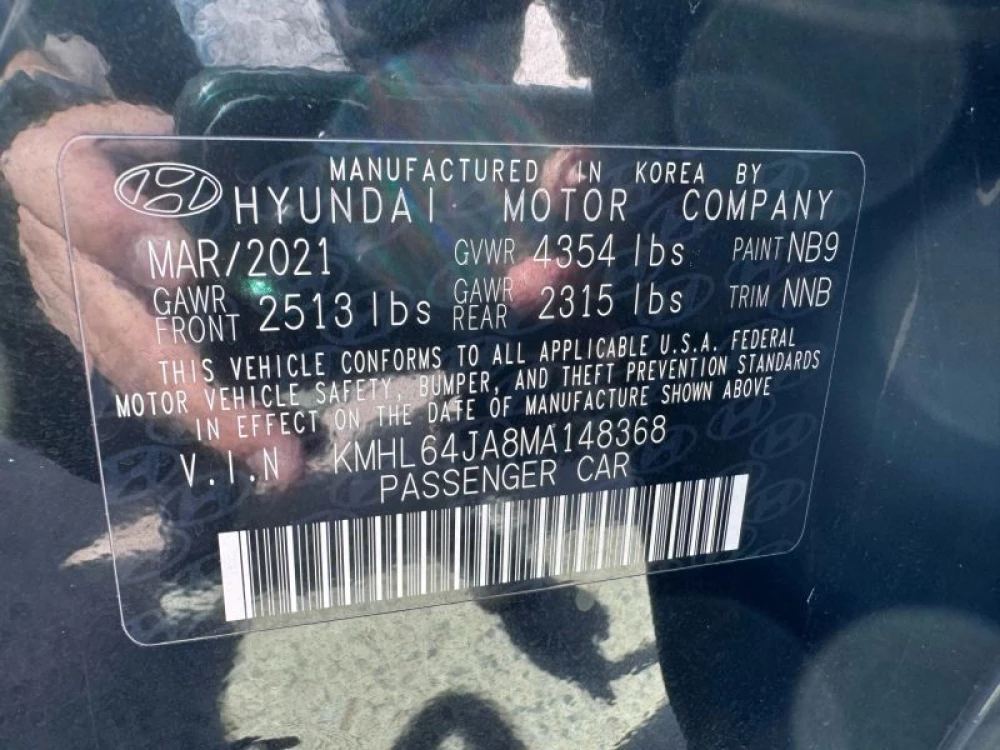 MANUFACTURED IN KOREA BY
HYUNDAI MOTOR COMPANY
MAR/2021 GVWR 4354 lbs PAINT NB9
GAWR FRONT 2513 lbs GAWR REAR 2315 lbs TRIM NNB
THIS VEHICLE CONFORMS TO ALL APPLICABLE U.S.A. FEDERAL
MOTOR VEHICLE SAFETY, BUMPER, AND THEFT PREVENTION STANDARDS
IN EFFECT ON THE DATE OF MANUFACTURE SHOWN ABOVE
V.I.N KMHL64JA8MA148368
PASSENGER CAR